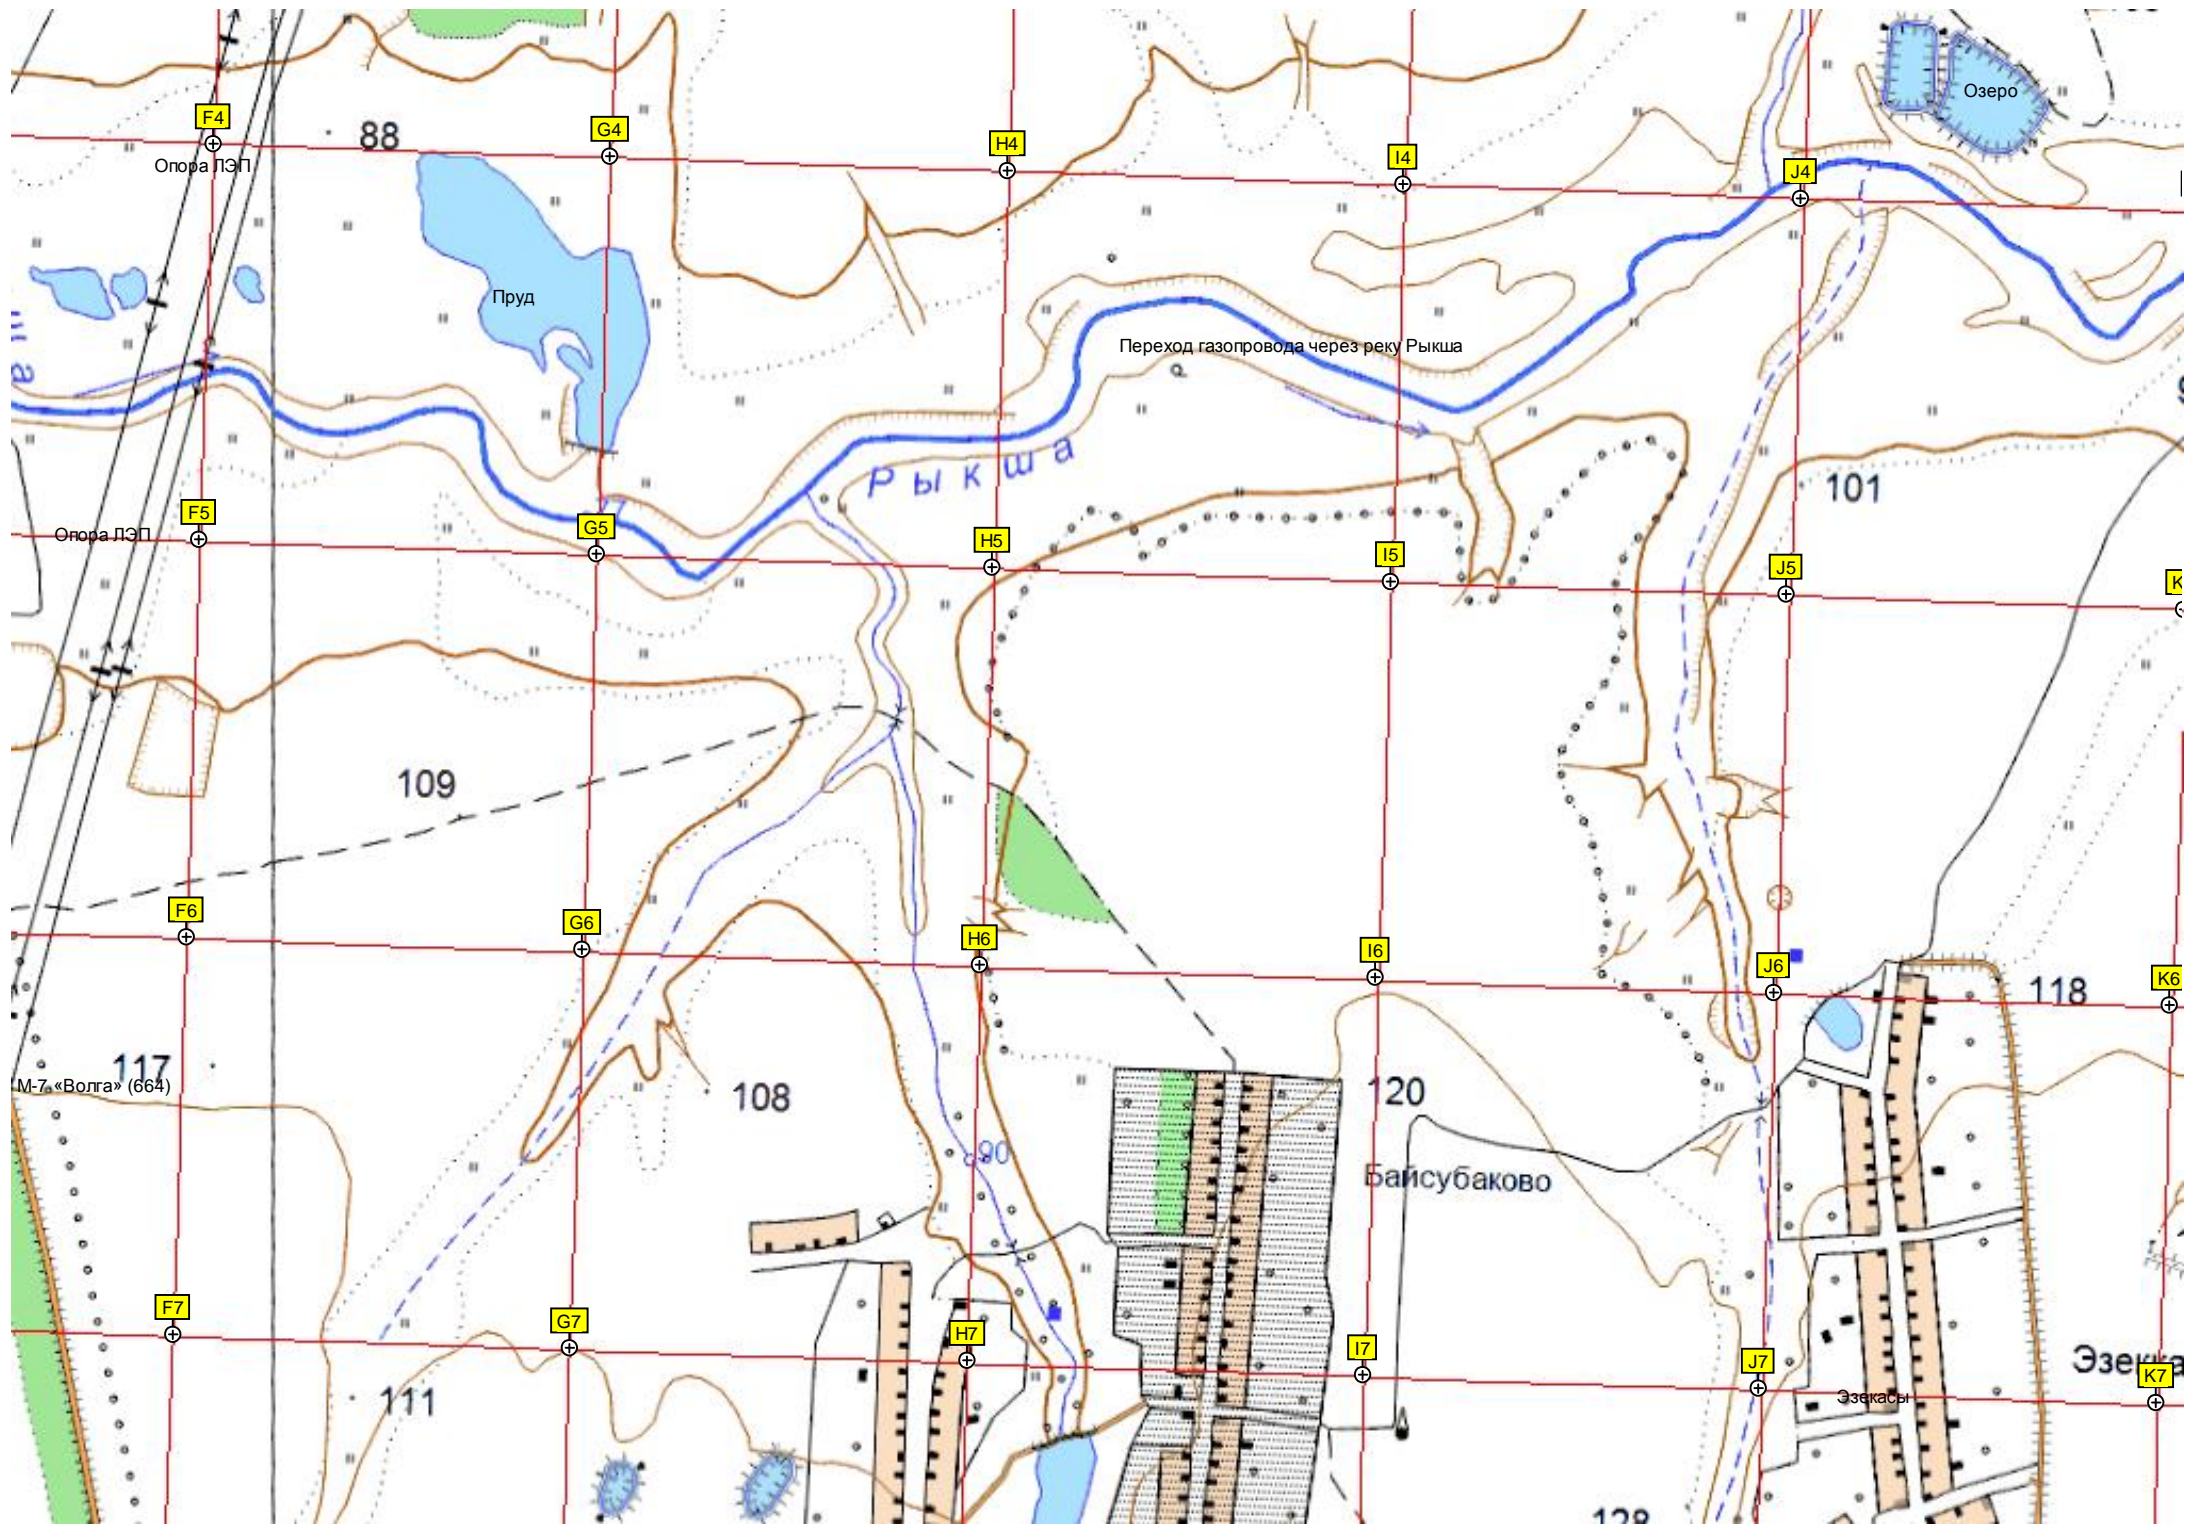 Озеро
F4
88
G4
H4
I4
J4
Опора ЛЭП
Пруд
Переход газопровода через реку Рыкша
Рыкша
101
F5
Опора ЛЭП
G5
H5
I5
J5
109
F6
G6
H6
I6
J6
K6
118
117
М-7 «Волга» (664)
108
120
90
Байсубаково
F7
G7
H7
I7
J7
K7
111
Эзекасы